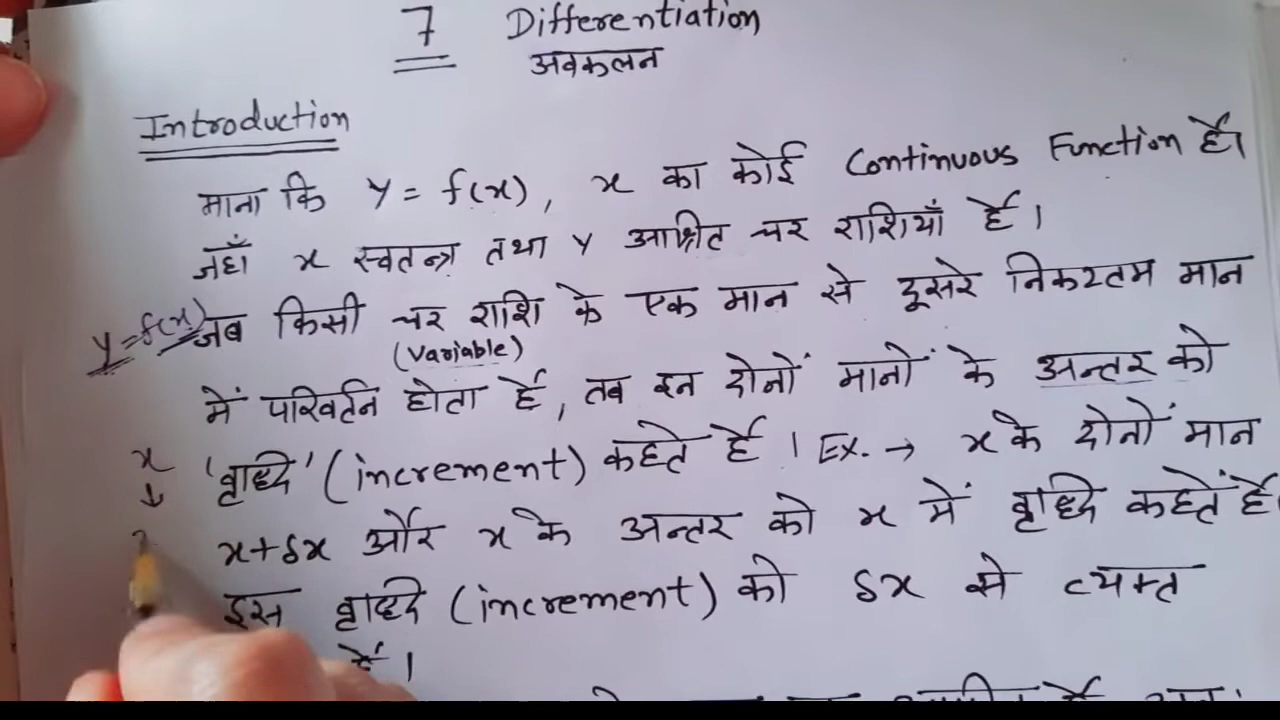 7 Differentiation
अवकलन
Introduction
माना कि y = f(x), x का कोई Continuous Function है।
जहाँ x स्वतन्त्र तथा y आश्रित चर राशियाँ हैं।
y=f(x)
जब किसी चर राशि के एक मान से दूसरे निकटतम मान
(Variable)
में परिवर्तन होता है, तब इन दोनों मानों के अन्तर को
x
↓
'वृद्धि' (increment) कहते हैं। Ex. → x के दोनों मान
x+δx और x के अन्तर को x में वृद्धि कहतें हैं।
इस वृद्धि (increment) को δx से व्यक्त
हैं।